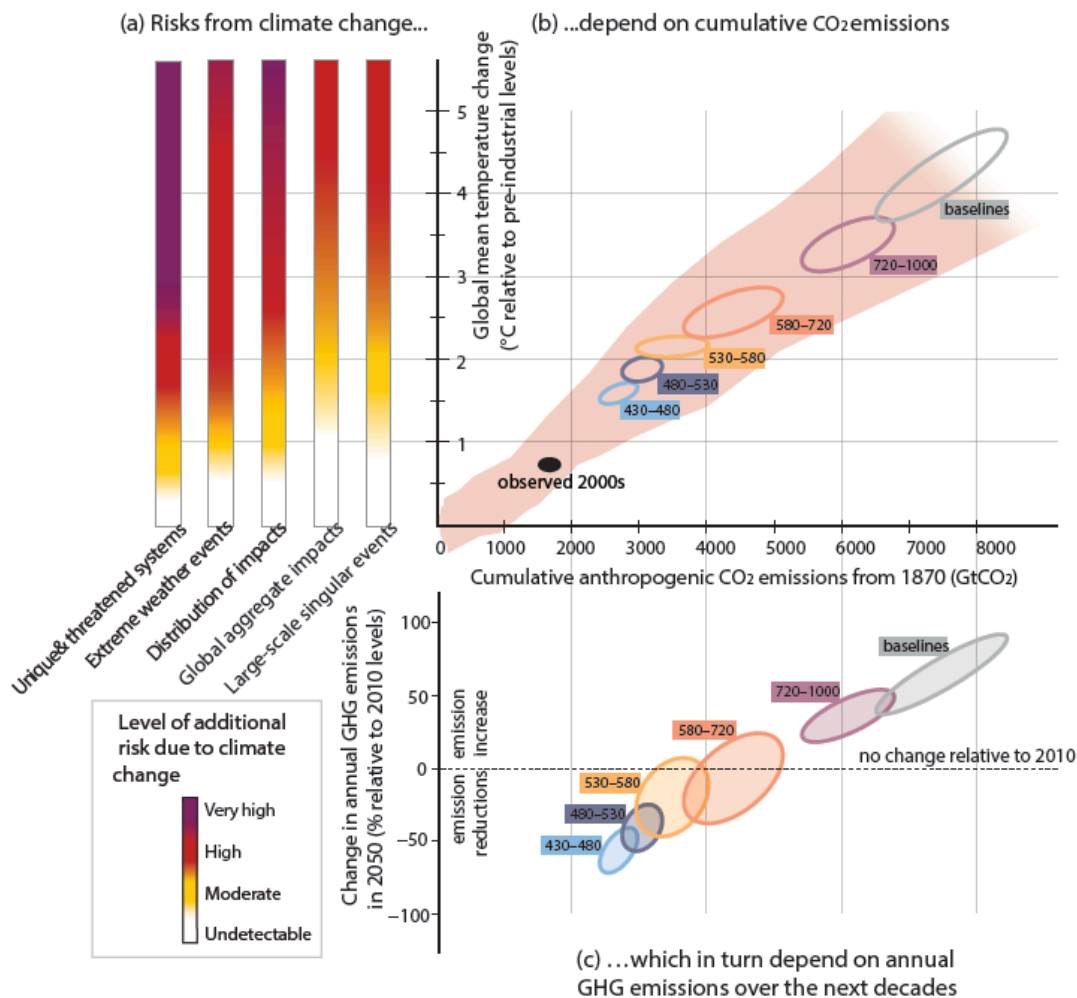 (a) Risks from climate change...
(b) ...depend on cumulative CO2 emissions
Global mean temperature change
(°C relative to pre-industrial levels)
5
4
3
2
1
baselines
720–1000
580–720
530–580
480–530
430–480
observed 2000s
0 1000 2000 3000 4000 5000 6000 7000 8000
Cumulative anthropogenic CO2 emissions from 1870 (GtCO2)
Unique& threatened systems
Extreme weather events
Distribution of impacts
Global aggregate impacts
Large-scale singular events
Level of additional
risk due to climate
change
Very high
High
Moderate
Undetectable
Change in annual GHG emissions
in 2050 (% relative to 2010 levels)
100
50
0
−50
−100
emission
increase
emission
reductions
baselines
720–1000
580–720
no change relative to 2010
530–580
480–530
430–480
(c) …which in turn depend on annual
GHG emissions over the next decades